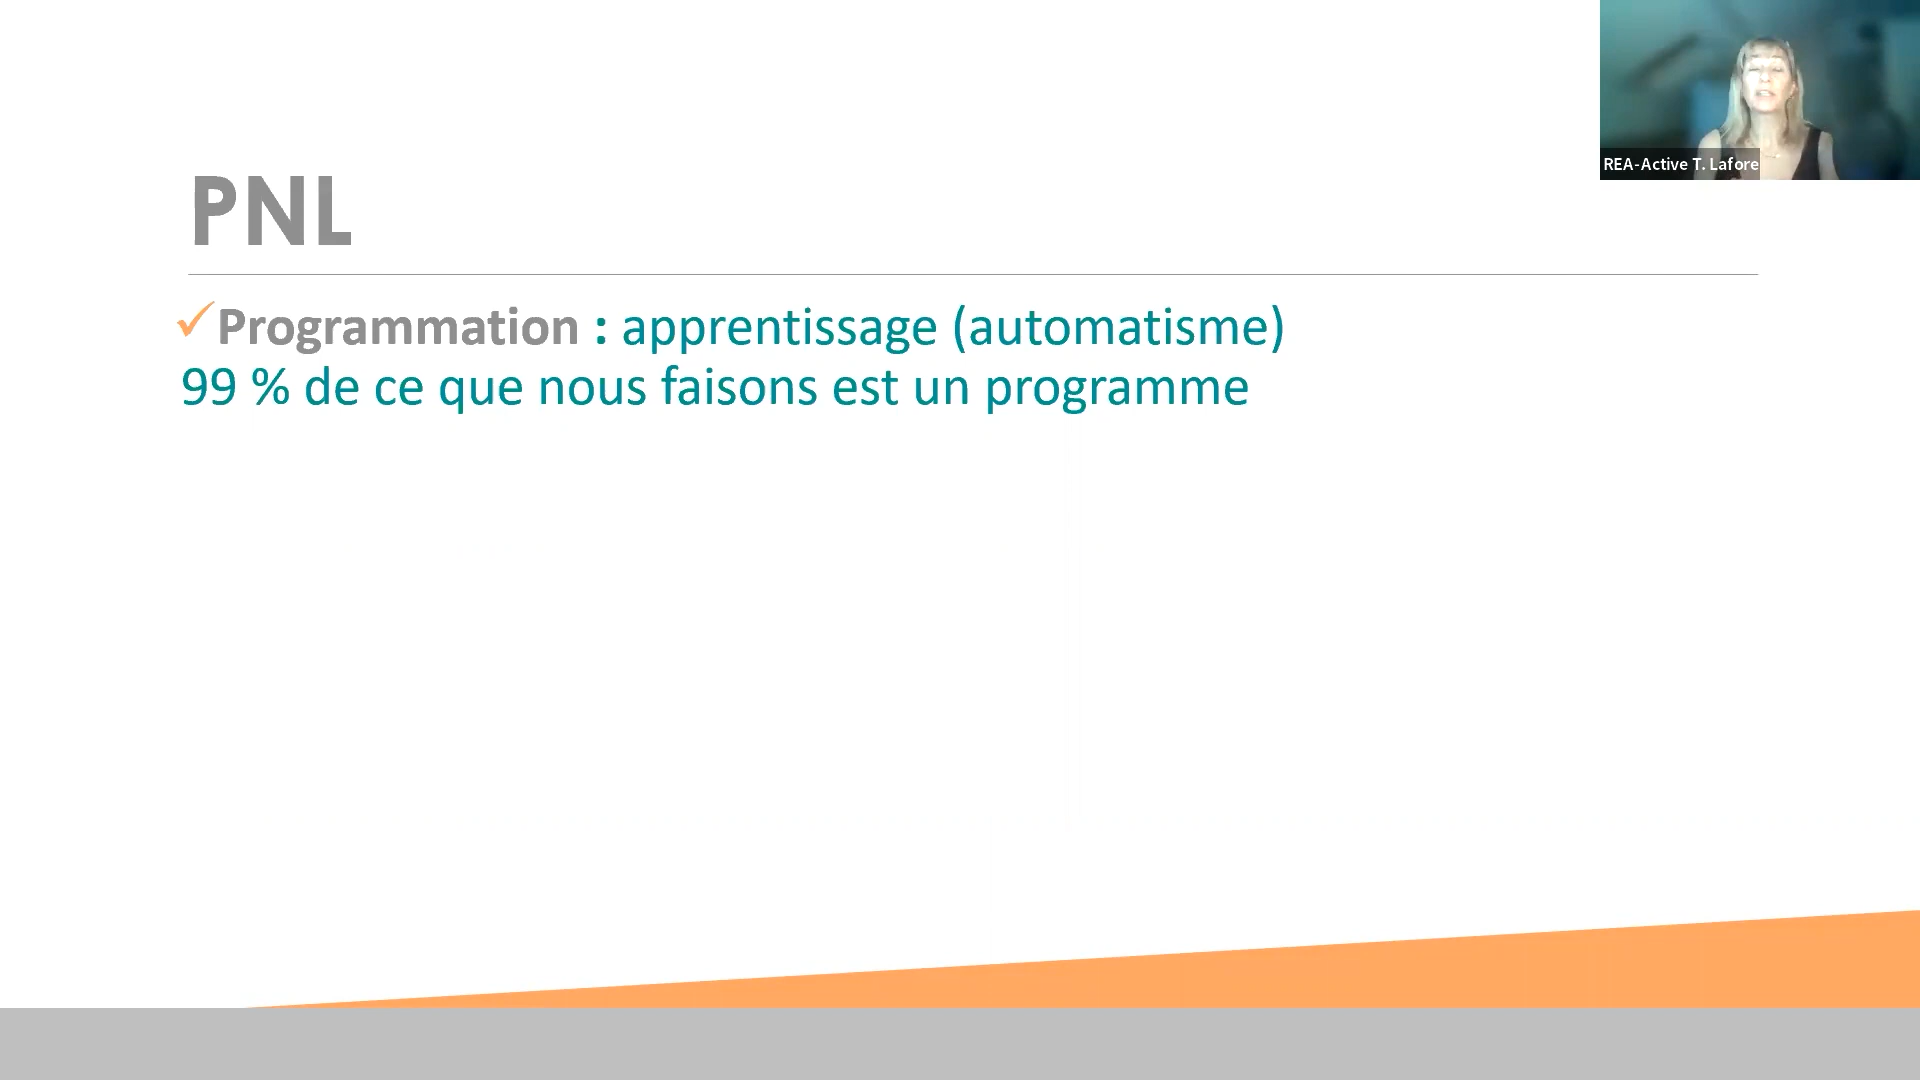 REA-Active T. Lafore
PNL
✓Programmation : apprentissage (automatisme)
99 % de ce que nous faisons est un programme